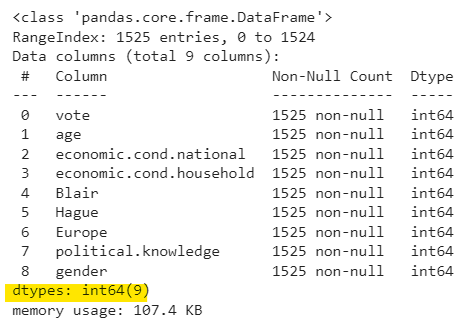 <class 'pandas.core.frame.DataFrame'>
RangeIndex: 1525 entries, 0 to 1524
Data columns (total 9 columns):
 #   Column                   Non-Null Count  Dtype
---  ------                   --------------  -----
 0   vote                     1525 non-null   int64
 1   age                      1525 non-null   int64
 2   economic.cond.national   1525 non-null   int64
 3   economic.cond.household  1525 non-null   int64
 4   Blair                    1525 non-null   int64
 5   Hague                    1525 non-null   int64
 6   Europe                   1525 non-null   int64
 7   political.knowledge      1525 non-null   int64
 8   gender                   1525 non-null   int64
dtypes: int64(9)
memory usage: 107.4 KB